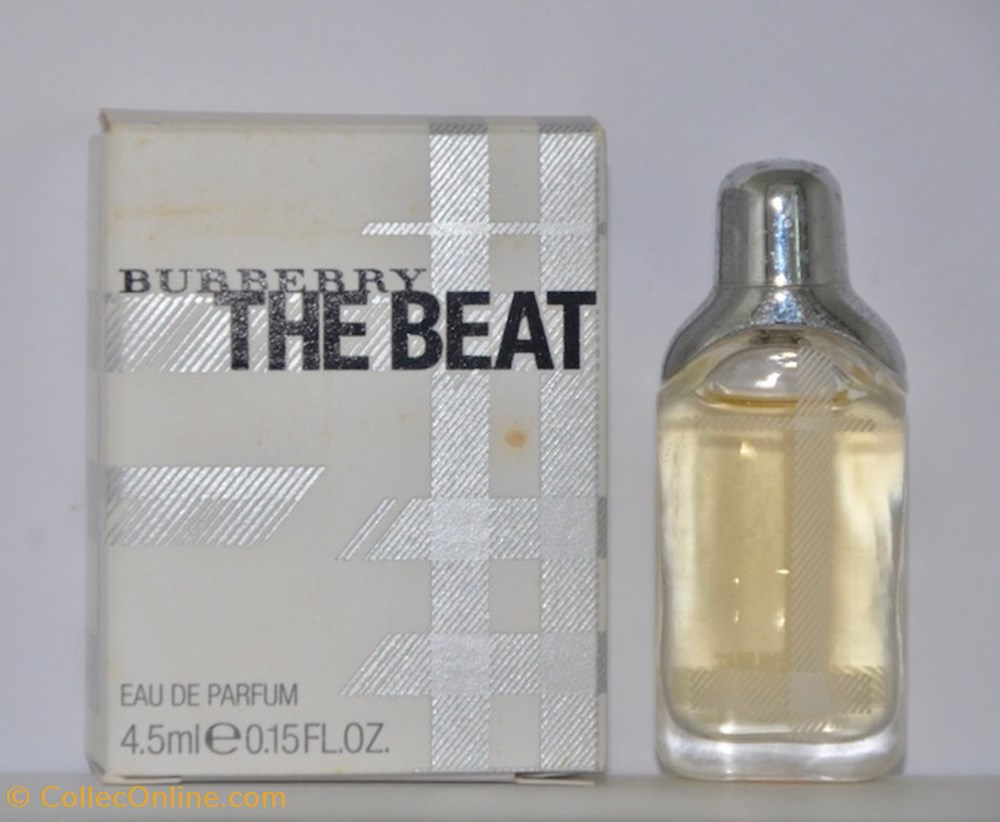 BURBERRY
THE BEAT
EAU DE PARFUM
4.5ml e 0.15FL.OZ.
© CollecOnline.com